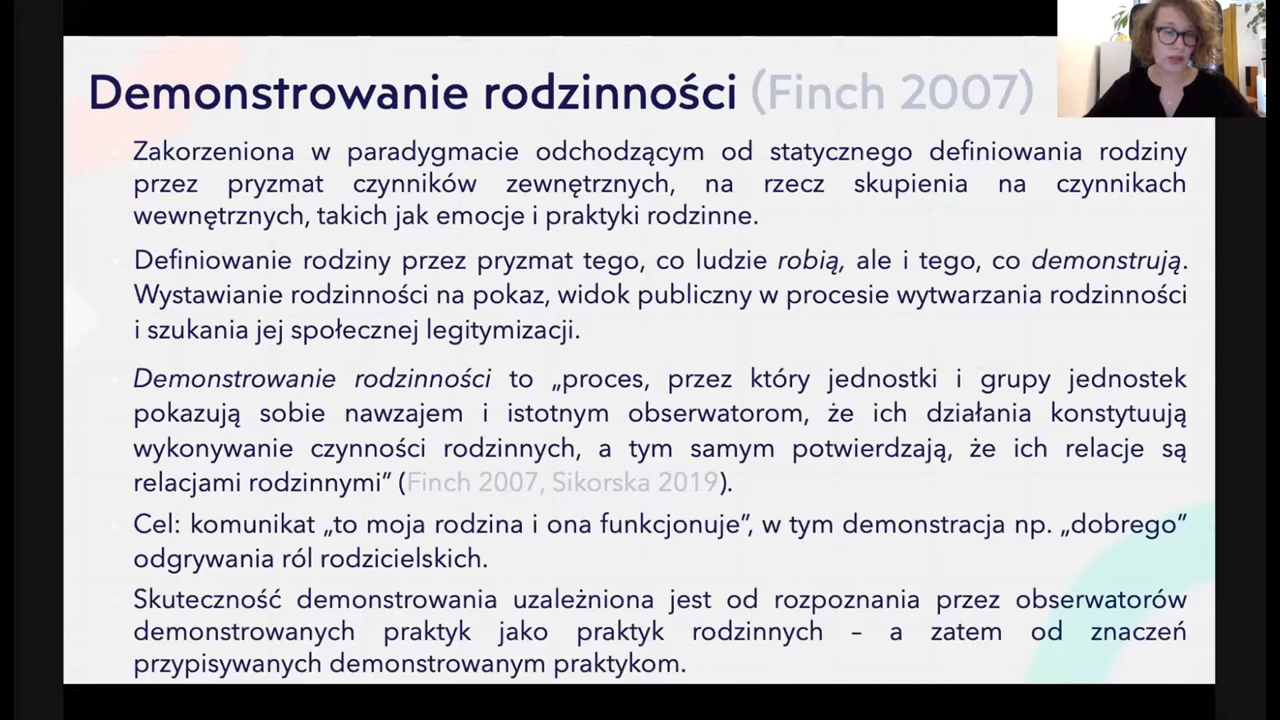 Demonstrowanie rodzinności (Finch 2007)
Zakorzeniona w paradygmacie odchodzącym od statycznego definiowania rodziny
przez pryzmat czynników zewnętrznych, na rzecz skupienia na czynnikach
wewnętrznych, takich jak emocje i praktyki rodzinne.
Definiowanie rodziny przez pryzmat tego, co ludzie robią, ale i tego, co demonstrują.
Wystawianie rodzinności na pokaz, widok publiczny w procesie wytwarzania rodzinności
i szukania jej społecznej legitymizacji.
Demonstrowanie rodzinności to „proces, przez który jednostki i grupy jednostek
pokazują sobie nawzajem i istotnym obserwatorom, że ich działania konstytuują
wykonywanie czynności rodzinnych, a tym samym potwierdzają, że ich relacje są
relacjami rodzinnymi” (Finch 2007, Sikorska 2019).
Cel: komunikat „to moja rodzina i ona funkcjonuje”, w tym demonstracja np. „dobrego”
odgrywania ról rodzicielskich.
Skuteczność demonstrowania uzależniona jest od rozpoznania przez obserwatorów
demonstrowanych praktyk jako praktyk rodzinnych – a zatem od znaczeń
przypisywanych demonstrowanym praktykom.